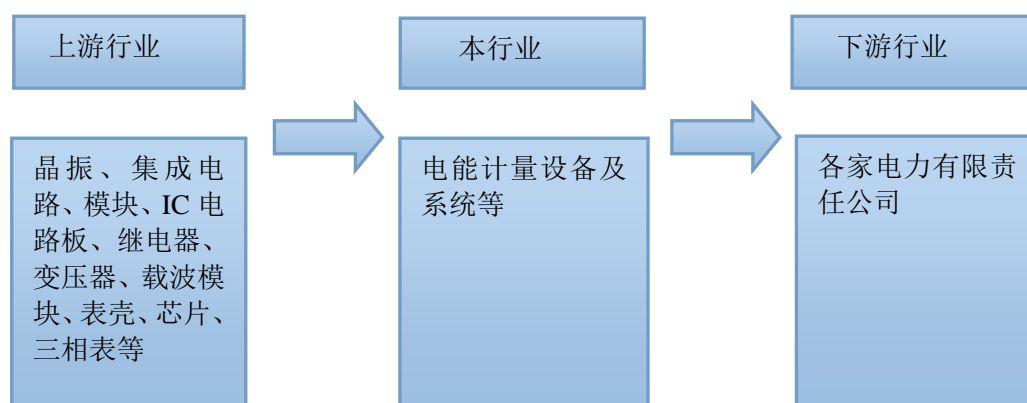 上游行业
本行业
下游行业
晶振、集成电
路、模块、IC 电
路板、继电器、
变压器、载波模
块、表壳、芯片、
三相表等
电能计量设备及
系统等
各家电力有限责
任公司